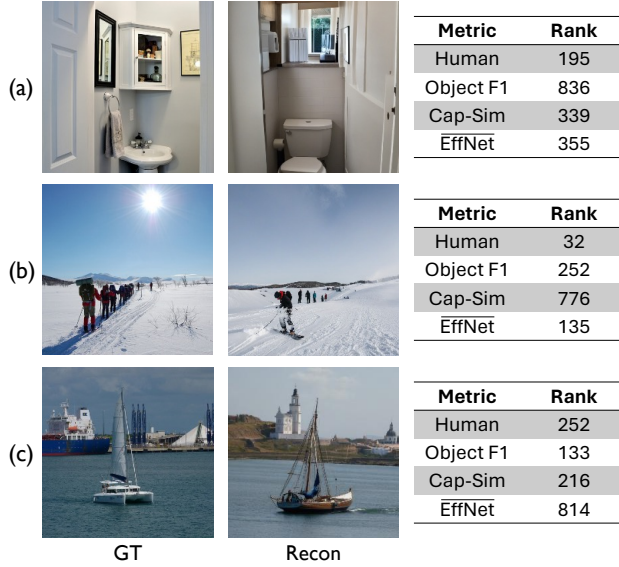 (a)
Metric Rank
Human 195
Object F1 836
Cap-Sim 339
EffNet 355
(b)
Metric Rank
Human 32
Object F1 252
Cap-Sim 776
EffNet 135
(c)
Metric Rank
Human 252
Object F1 133
Cap-Sim 216
EffNet 814
GT Recon